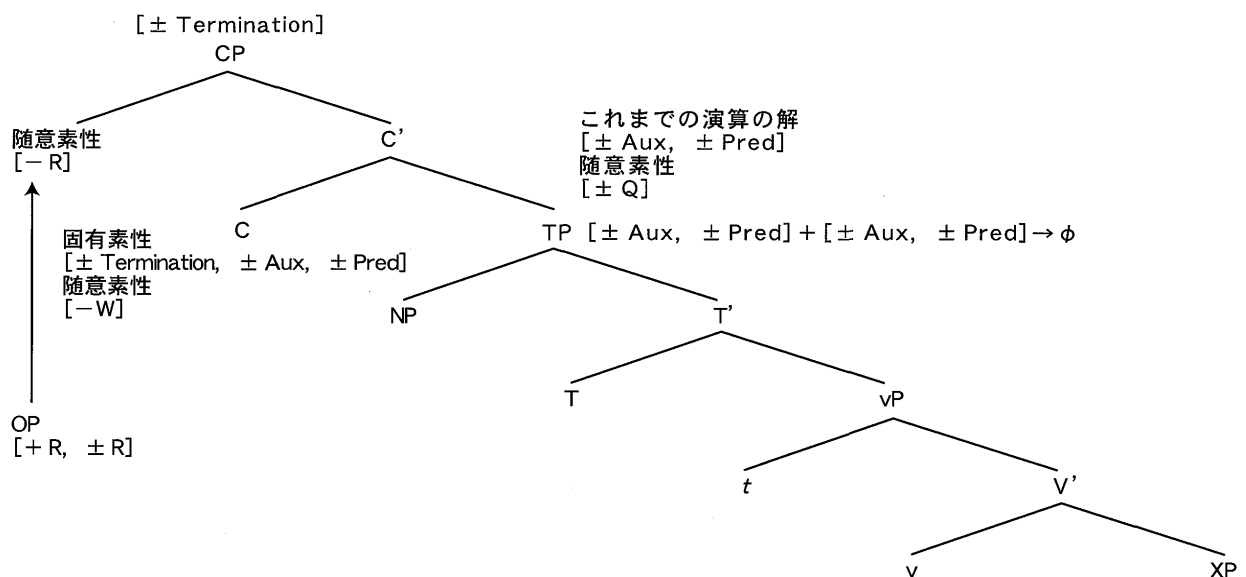 [± Termination]
CP
随意素性
[－R]
C’
これまでの演算の解
[± Aux, ± Pred]
随意素性
[± Q]
C
固有素性
[± Termination, ± Aux, ± Pred]
随意素性
[－W]
TP [± Aux, ± Pred]＋[± Aux, ± Pred]→φ
NP
T’
T
vP
OP
[＋R, ± R]
t
V’
v
XP